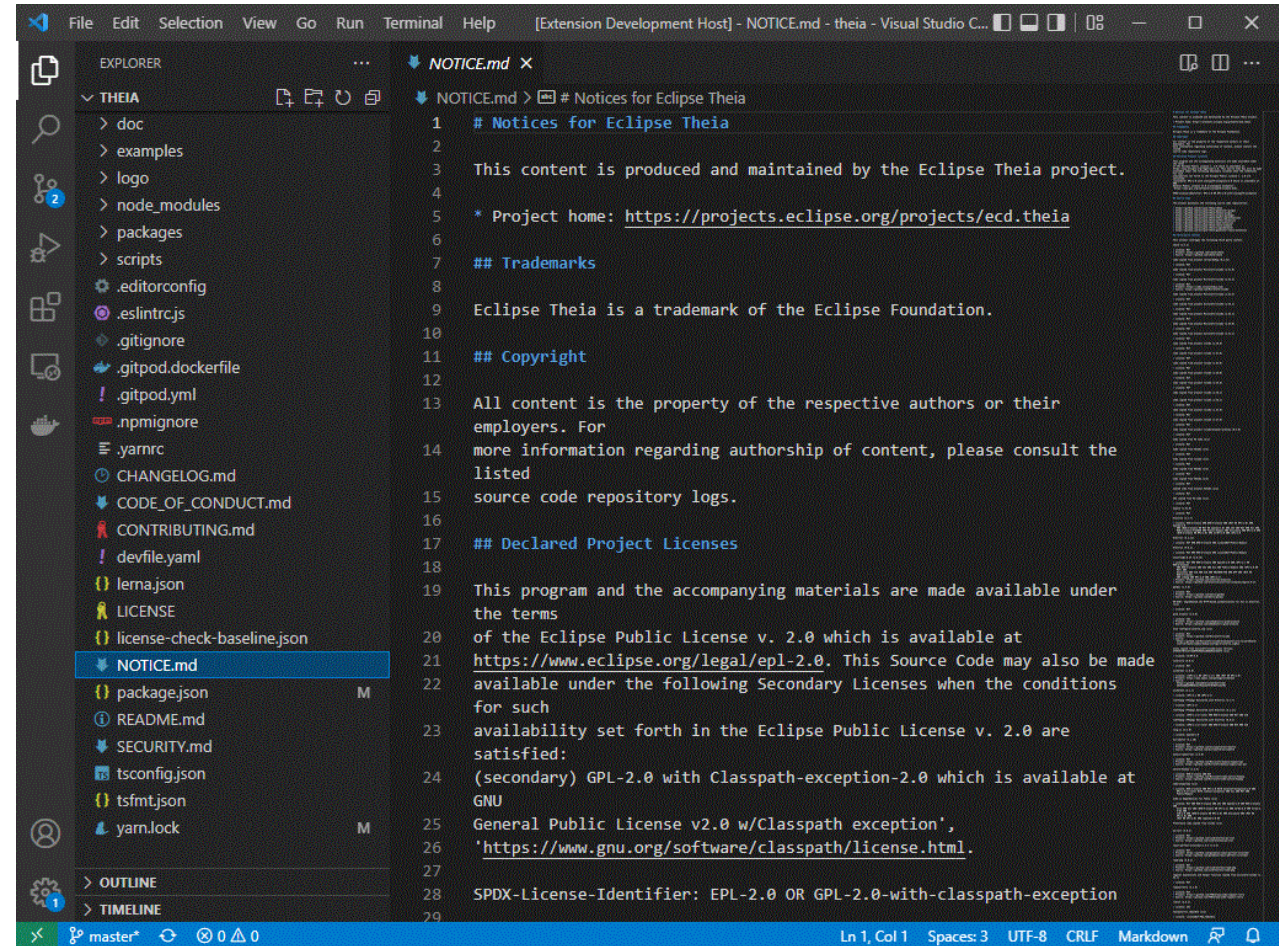 File Edit Selection View Go Run Terminal Help [Extension Development Host] - NOTICE.md - theia - Visual Studio C...
EXPLORER
THEIA
doc
examples
logo
node_modules
packages
scripts
.editorconfig
.eslintrc.js
.gitignore
.gitpod.dockerfile
.gitpod.yml
.npmignore
.yarnrc
CHANGELOG.md
CODE_OF_CONDUCT.md
CONTRIBUTING.md
devfile.yaml
lerna.json
LICENSE
license-check-baseline.json
NOTICE.md
package.json M
README.md
SECURITY.md
tsconfig.json
tsfmt.json
yarn.lock M
OUTLINE
TIMELINE
2
1
NOTICE.md
NOTICE.md > # Notices for Eclipse Theia
1 # Notices for Eclipse Theia
2
3 This content is produced and maintained by the Eclipse Theia project.
4
5 * Project home: https://projects.eclipse.org/projects/ecd.theia
6
7 ## Trademarks
8
9 Eclipse Theia is a trademark of the Eclipse Foundation.
10
11 ## Copyright
12
13 All content is the property of the respective authors or their
employers. For
14 more information regarding authorship of content, please consult the
listed
15 source code repository logs.
16
17 ## Declared Project Licenses
18
19 This program and the accompanying materials are made available under
the terms
20 of the Eclipse Public License v. 2.0 which is available at
21 https://www.eclipse.org/legal/epl-2.0. This Source Code may also be made
22 available under the following Secondary Licenses when the conditions
for such
23 availability set forth in the Eclipse Public License v. 2.0 are
satisfied:
24 (secondary) GPL-2.0 with Classpath-exception-2.0 which is available at
GNU
25 General Public License v2.0 w/Classpath exception',
26 'https://www.gnu.org/software/classpath/license.html.
27
28 SPDX-License-Identifier: EPL-2.0 OR GPL-2.0-with-classpath-exception
29
master* 0 0 Ln 1, Col 1 Spaces: 3 UTF-8 CRLF Markdown